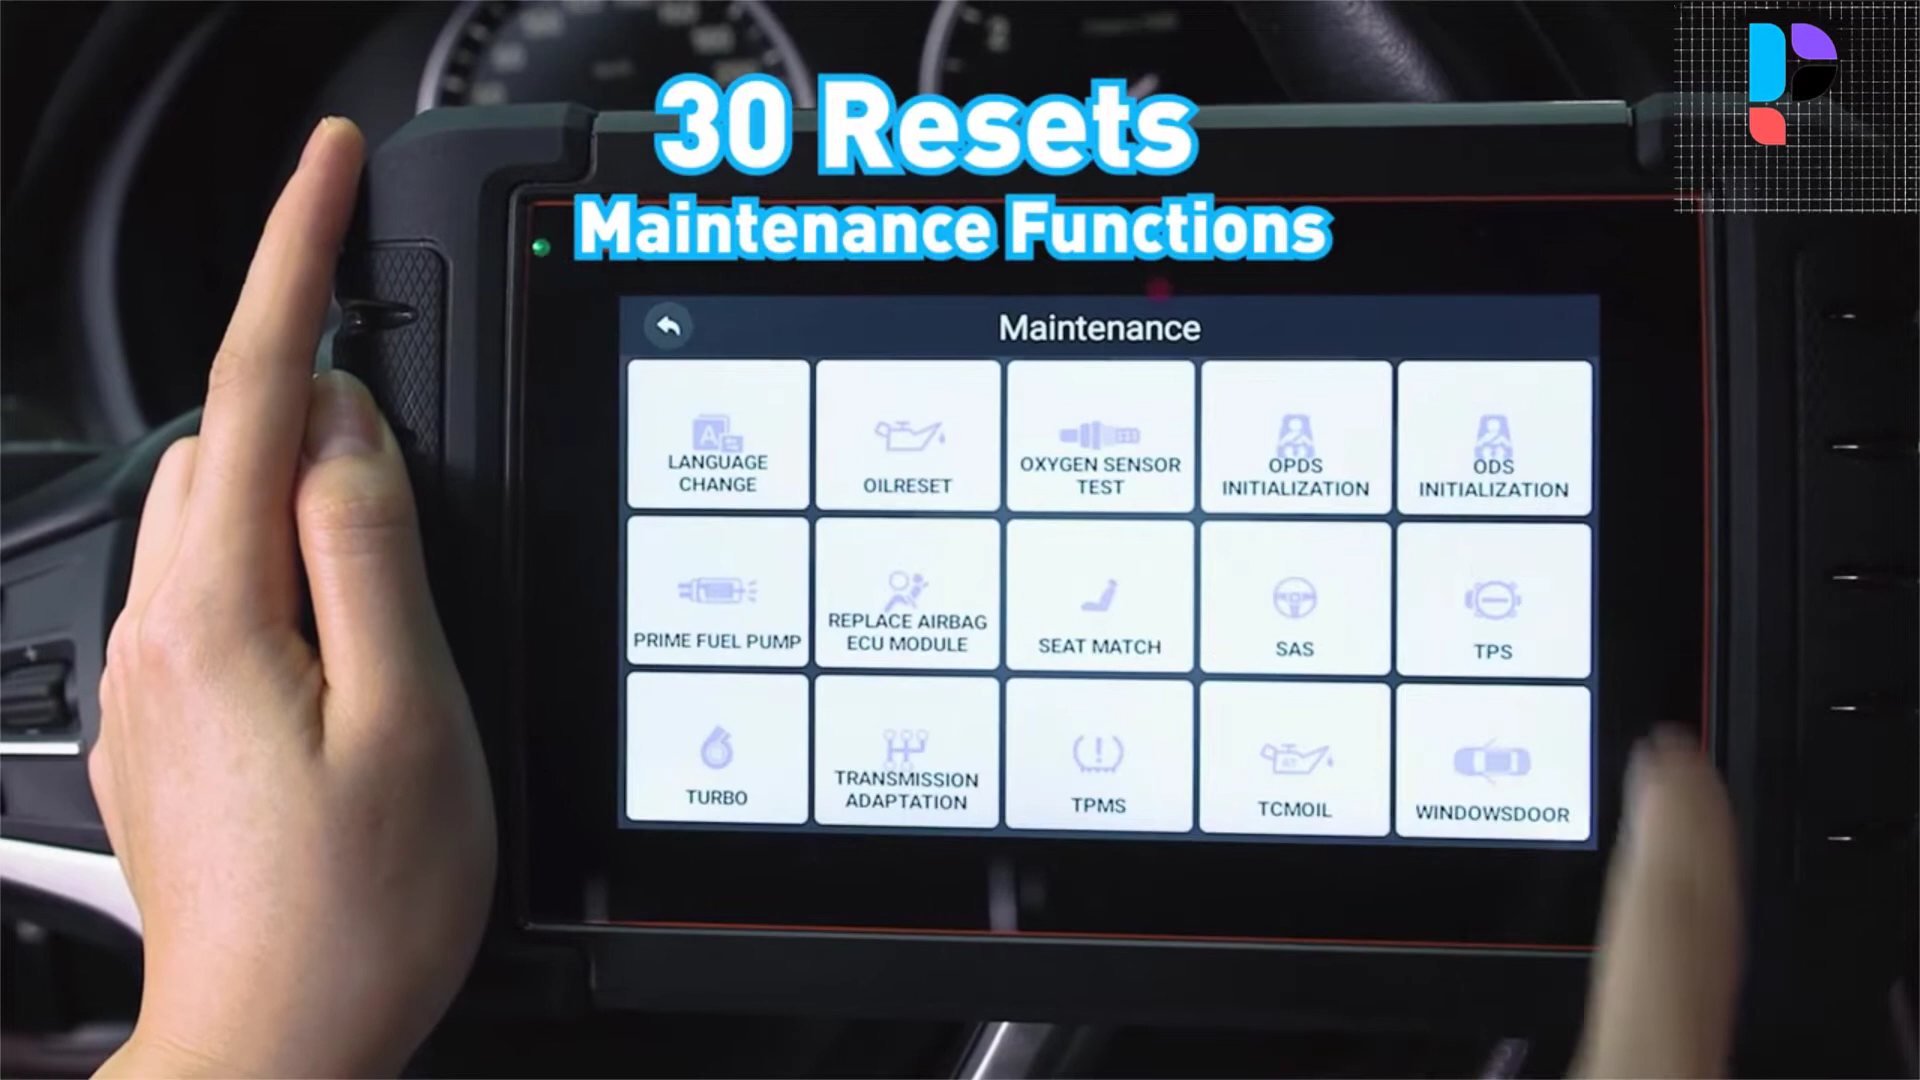 30 Resets
Maintenance Functions
Maintenance
LANGUAGE
CHANGE
OILRESET
OXYGEN SENSOR
TEST
OPDS
INITIALIZATION
ODS
INITIALIZATION
PRIME FUEL PUMP
REPLACE AIRBAG
ECU MODULE
SEAT MATCH
SAS
TPS
TURBO
TRANSMISSION
ADAPTATION
TPMS
TCMOIL
WINDOWSDOOR